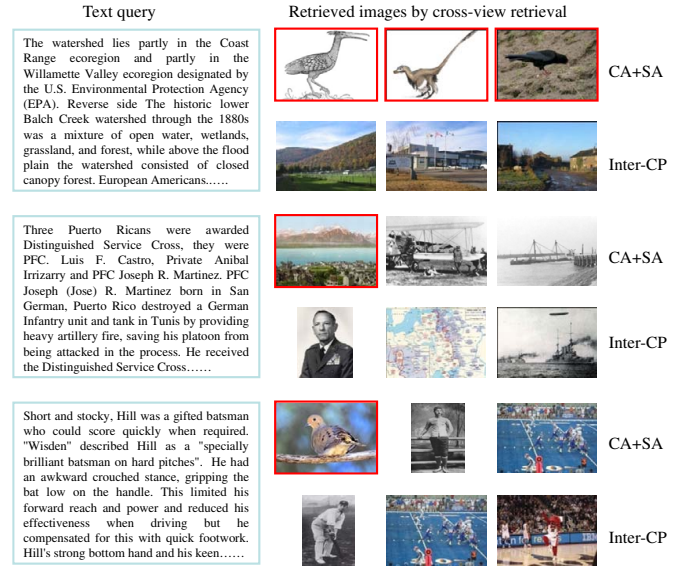 Text query
Retrieved images by cross-view retrieval
The watershed lies partly in the Coast
Range ecoregion and partly in the
Willamette Valley ecoregion designated by
the U.S. Environmental Protection Agency
(EPA). Reverse side The historic lower
Balch Creek watershed through the 1880s
was a mixture of open water, wetlands,
grassland, and forest, while above the flood
plain the watershed consisted of closed
canopy forest. European Americans..….
CA+SA
Inter-CP
Three Puerto Ricans were awarded
Distinguished Service Cross, they were
PFC. Luis F. Castro, Private Anibal
Irrizarry and PFC Joseph R. Martinez. PFC
Joseph (Jose) R. Martinez born in San
German, Puerto Rico destroyed a German
Infantry unit and tank in Tunis by providing
heavy artillery fire, saving his platoon from
being attacked in the process. He received
the Distinguished Service Cross……
CA+SA
Inter-CP
Short and stocky, Hill was a gifted batsman
who could score quickly when required.
"Wisden" described Hill as a "specially
brilliant batsman on hard pitches". He had
an awkward crouched stance, gripping the
bat low on the handle. This limited his
forward reach and power and reduced his
effectiveness when driving but he
compensated for this with quick footwork.
Hill's strong bottom hand and his keen……
CA+SA
Inter-CP